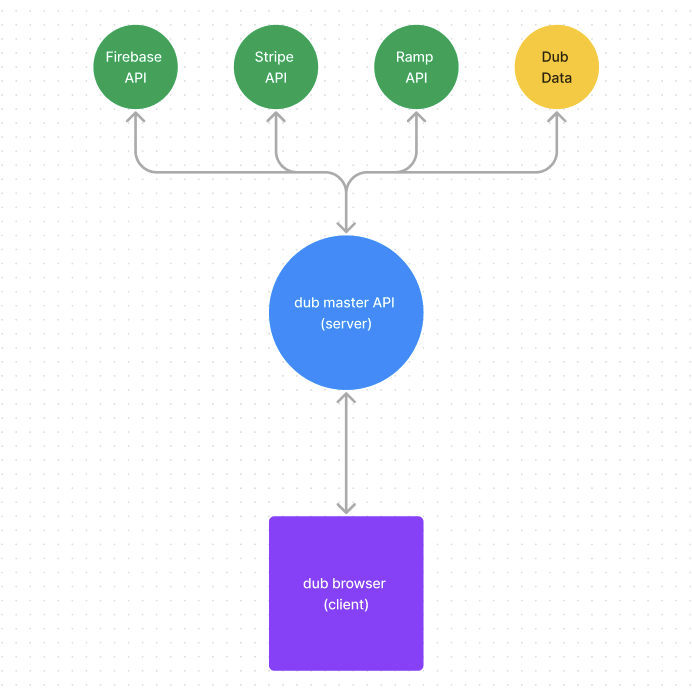 Firebase
API
Stripe
API
Ramp
API
Dub
Data
dub master API
(server)
dub browser
(client)